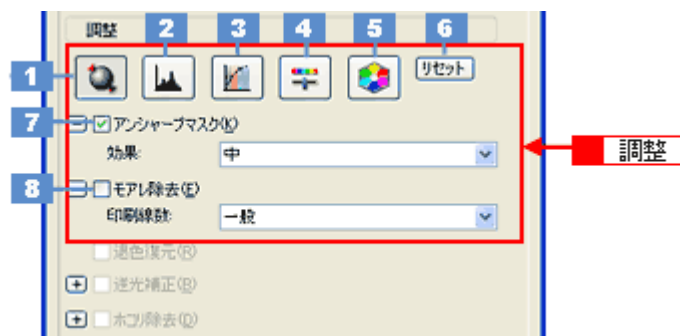 調整 2 3 4 5 6
1 リセット
7 アンシャープマスク(K)
効果: 中
調整
8 モアレ除去(E)
印刷線数: 一般
退色復元(R)
逆光補正(B)
ホコリ除去(D)